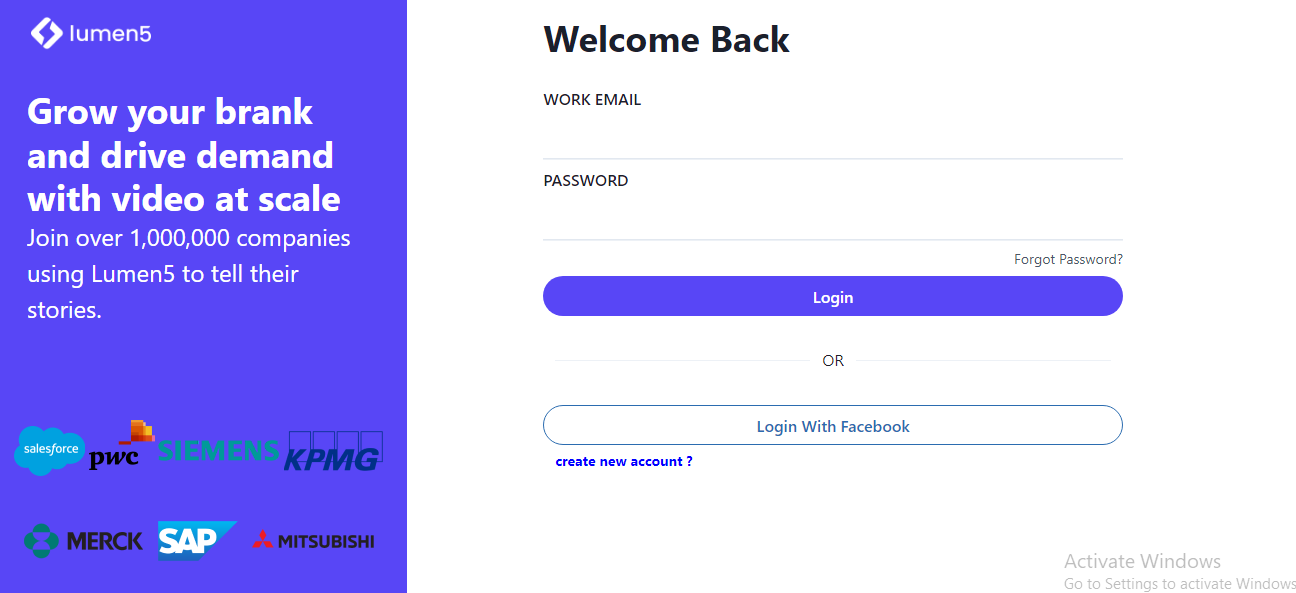 lumen5
Grow your brank
and drive demand
with video at scale
Join over 1,000,000 companies
using Lumen5 to tell their
stories.
salesforce
pwc
SIEMENS
KPMG
MERCK
SAP
MITSUBISHI
Welcome Back
WORK EMAIL
PASSWORD
Forgot Password?
Login
OR
Login With Facebook
create new account ?
Activate Windows
Go to Settings to activate Windows